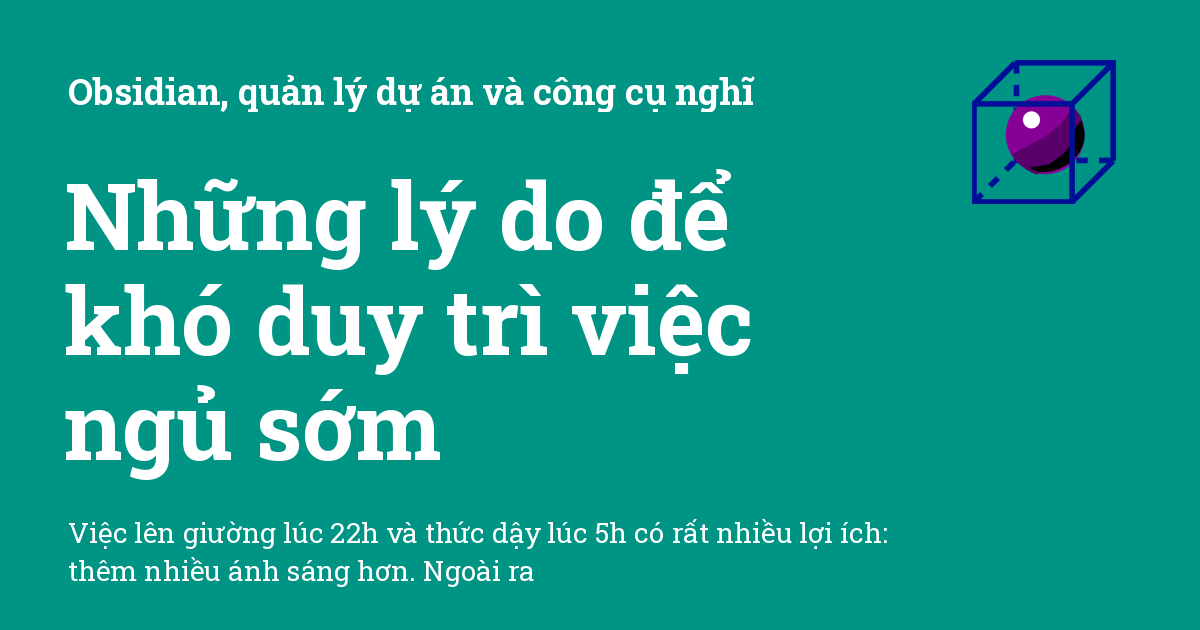 Obsidian, quản lý dự án và công cụ nghĩ
Những lý do để
khó duy trì việc
ngủ sớm
Việc lên giường lúc 22h và thức dậy lúc 5h có rất nhiều lợi ích:
thêm nhiều ánh sáng hơn. Ngoài ra